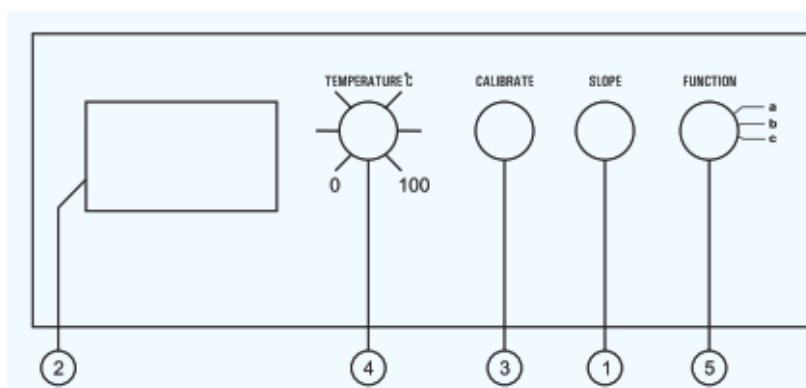 TEMPERATURE°C CALIBRATE SLOPE FUNCTION
a
b
c
0 100
2 4 3 1 5